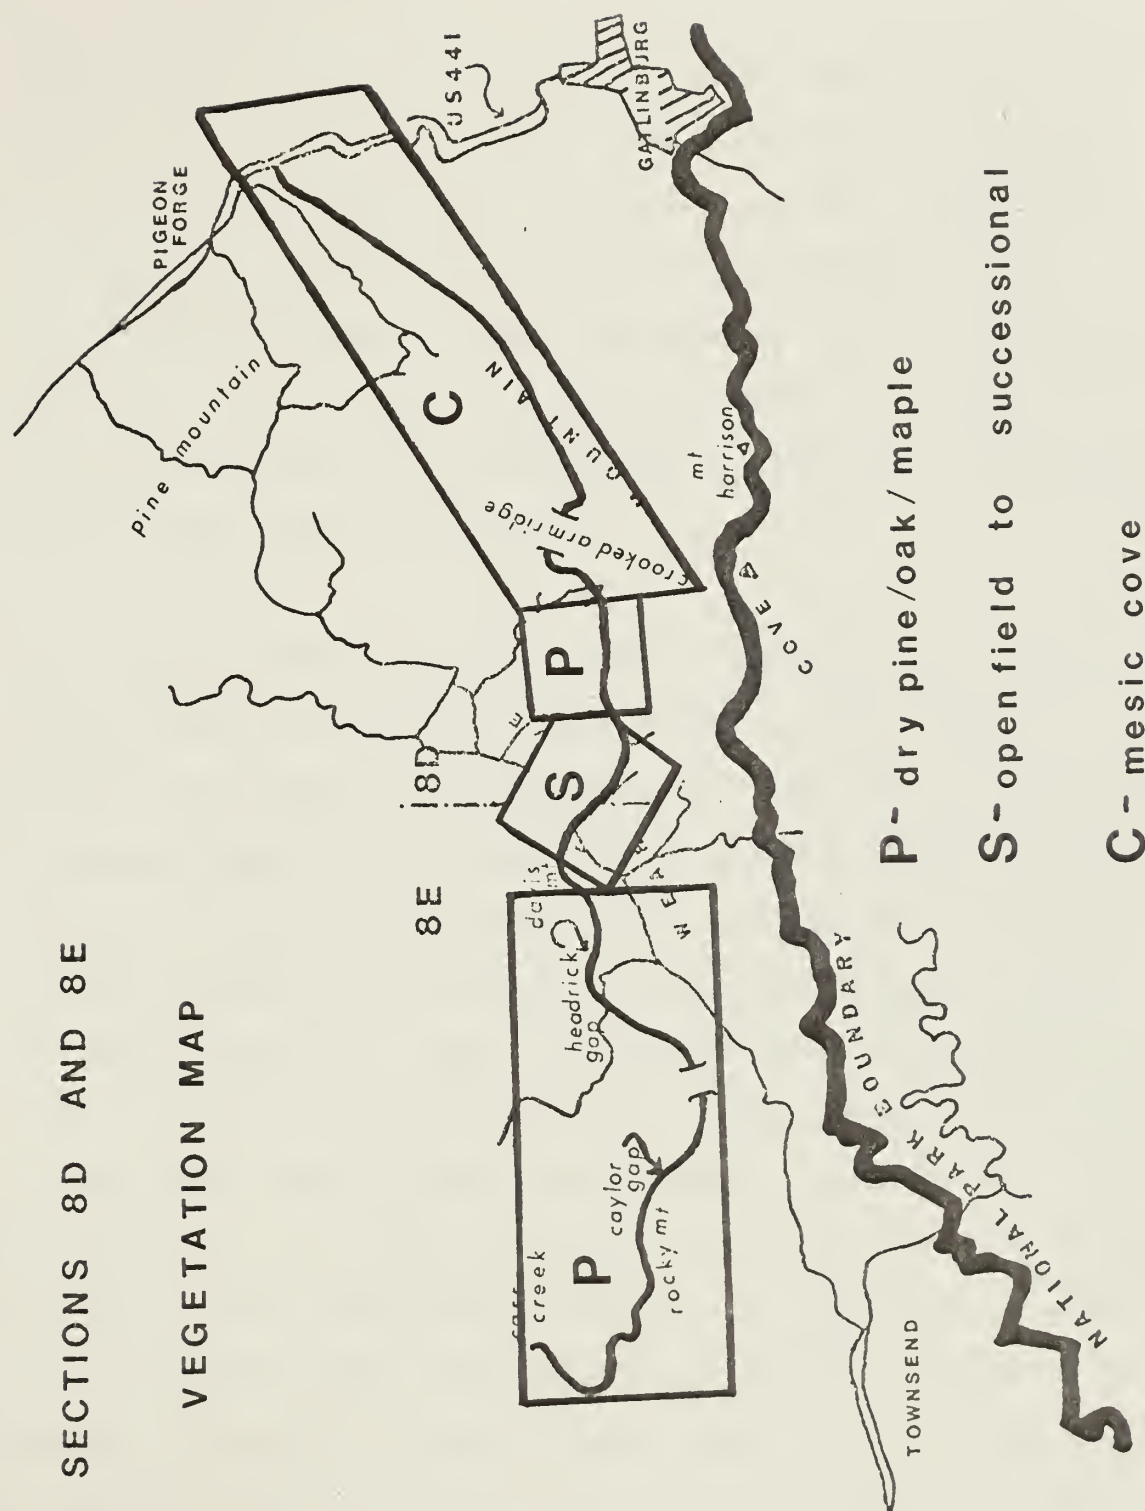 SECTIONS 8D AND 8E
VEGETATION MAP
8E
8D
PIGEON
FORGE
US 441
GATLINBURG
pine mountain
C
crooked arm ridge
P
S
davis
headrick
gap
caylor
gap
creek
P
rocky mt
mt
harrison
COVE
TOWNSEND
NATIONAL PARK BOUNDARY
P- dry pine/oak/maple
S- open field to successional
C- mesic cove